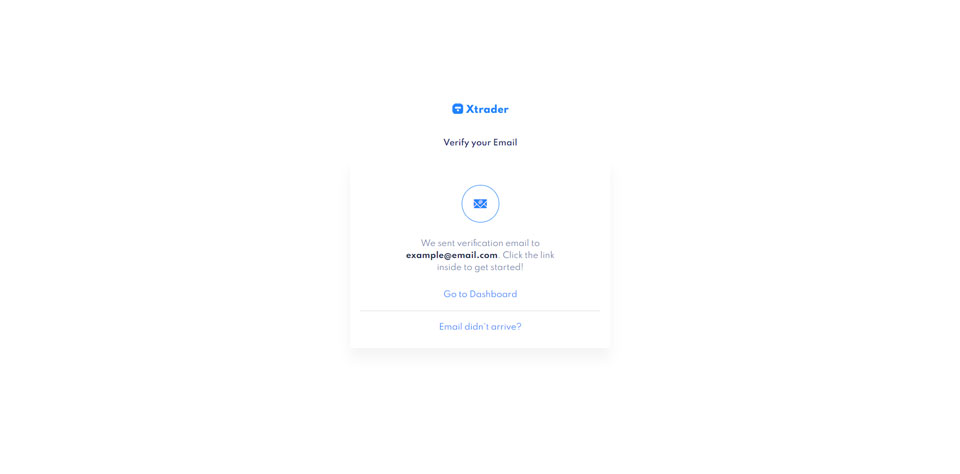 Xtrader
Verify your Email
We sent verification email to
example@email.com. Click the link
inside to get started!
Go to Dashboard
Email didn't arrive?